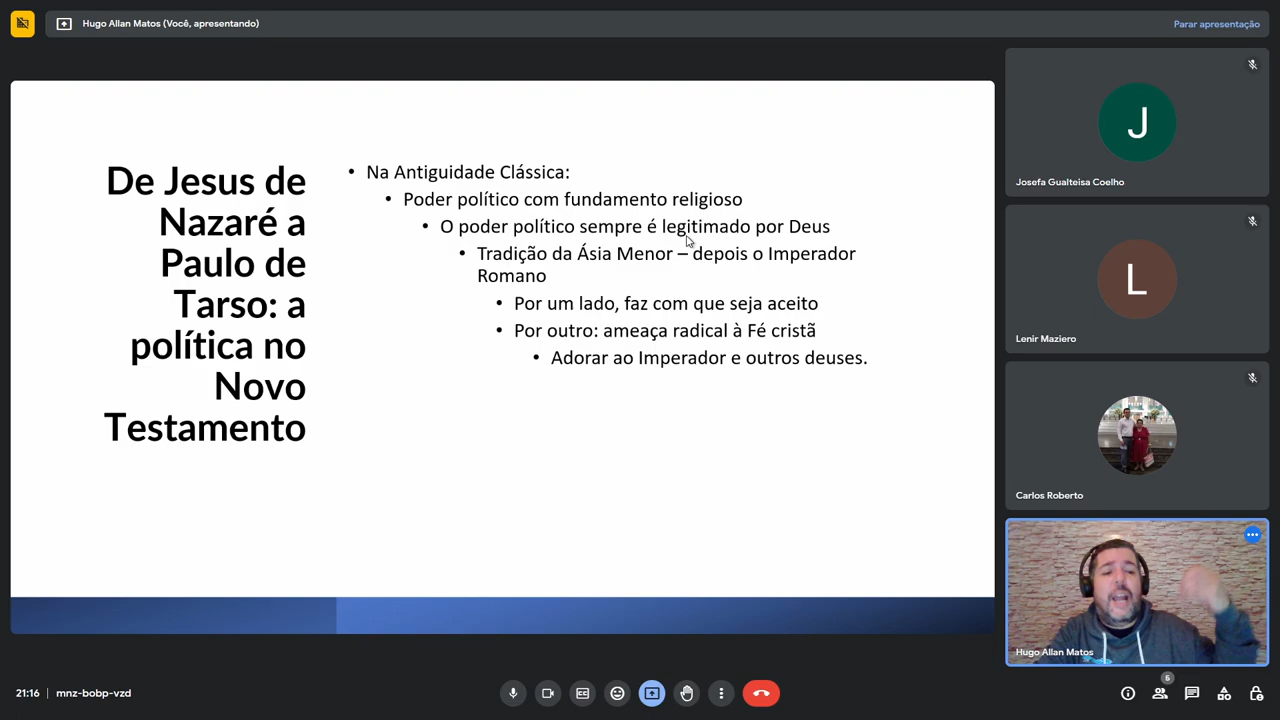 Hugo Allan Matos (Você, apresentando)
Parar apresentação
De Jesus de
Nazaré a
Paulo de
Tarso: a
política no
Novo
Testamento
• Na Antiguidade Clássica:
• Poder político com fundamento religioso
• O poder político sempre é legitimado por Deus
• Tradição da Ásia Menor – depois o Imperador
Romano
• Por um lado, faz com que seja aceito
• Por outro: ameaça radical à Fé cristã
• Adorar ao Imperador e outros deuses.
J
Josefa Gualteisa Coelho
L
Lenir Maziero
Carlos Roberto
Hugo Allan Matos
21:16 | mnz-bobp-vzd
6